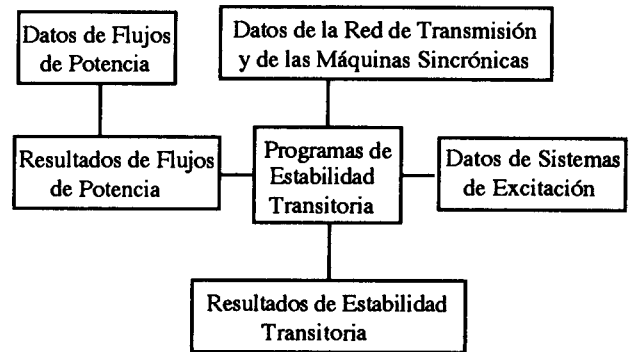 Datos de Flujos
de Potencia
Datos de la Red de Transmisión
y de las Máquinas Sincrónicas
Resultados de Flujos
de Potencia
Programas de
Estabilidad
Transitoria
Datos de Sistemas
de Excitación
Resultados de Estabilidad
Transitoria